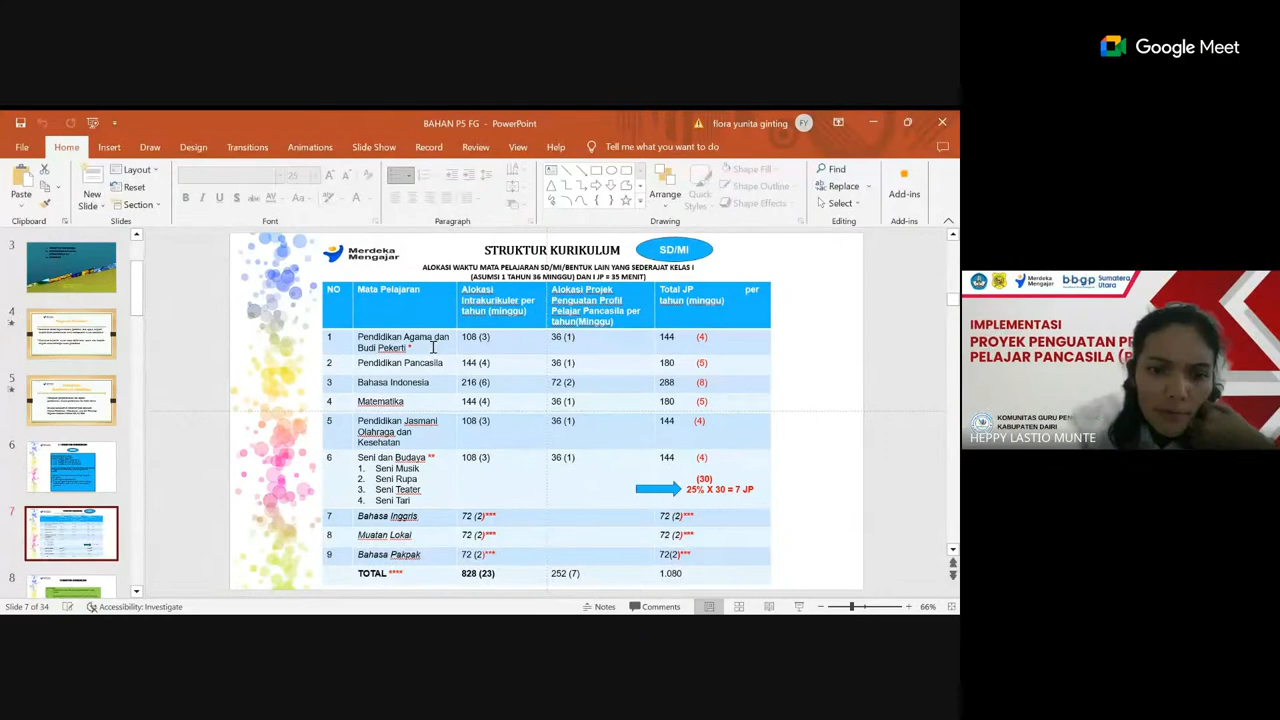 Google Meet
BAHAN P5 FG - PowerPoint
flora yunita ginting
FY
File
Home
Insert
Draw
Design
Transitions
Animations
Slide Show
Record
Review
View
Help
Tell me what you want to do
Paste
Clipboard
New
Slide
Layout
Reset
Section
Slides
25
B I U S
Aa
A
Font
Paragraph
Arrange
Quick
Styles
Shape Fill
Shape Outline
Shape Effects
Drawing
Find
Replace
Select
Editing
Add-ins
Add-ins
3
4
5
6
7
8
Merdeka
Mengajar
STRUKTUR KURIKULUM
SD/MI
ALOKASI WAKTU MATA PELAJARAN SD/MI/BENTUK LAIN YANG SEDERAJAT KELAS I
(ASUMSI 1 TAHUN 36 MINGGU) DAN I JP = 35 MENIT)
NO Mata Pelajaran Alokasi Intrakurikuler per tahun (minggu) Alokasi Projek Penguatan Profil Pelajar Pancasila per tahun(Minggu) Total JP per tahun (minggu)
1 Pendidikan Agama dan Budi Pekerti * 108 (3) 36 (1) 144 (4)
2 Pendidikan Pancasila 144 (4) 36 (1) 180 (5)
3 Bahasa Indonesia 216 (6) 72 (2) 288 (8)
4 Matematika 144 (4) 36 (1) 180 (5)
5 Pendidikan Jasmani Olahraga dan Kesehatan 108 (3) 36 (1) 144 (4)
6 Seni dan Budaya ** 108 (3) 36 (1) 144 (4)
1. Seni Musik
2. Seni Rupa (30)
3. Seni Teater 25% X 30 = 7 JP
4. Seni Tari
7 Bahasa Inggris 72 (2)*** 72 (2)***
8 Muatan Lokal 72 (2)*** 72 (2)***
9 Bahasa Pakpak 72 (2)*** 72(2)***
TOTAL **** 828 (23) 252 (7) 1.080
Slide 7 of 34
Accessibility: Investigate
Notes
Comments
66%
Merdeka
Mengajar
bbgp
Sumatera
Utara
IMPLEMENTASI
PROYEK PENGUATAN PR
PELAJAR PANCASILA (P
KOMUNITAS GURU PEN
KABUPATEN DAIRI
HEPPY LASTIO MUNTE